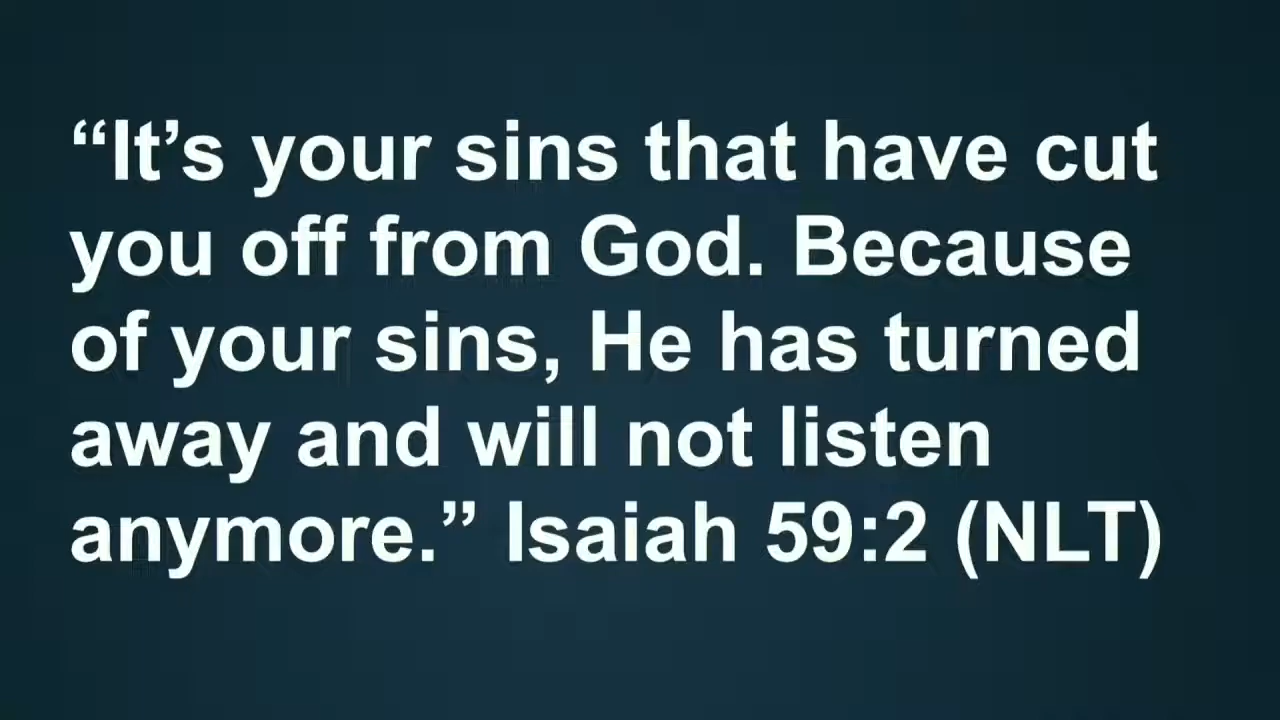 “It’s your sins that have cut
you off from God. Because
of your sins, He has turned
away and will not listen
anymore.” Isaiah 59:2 (NLT)